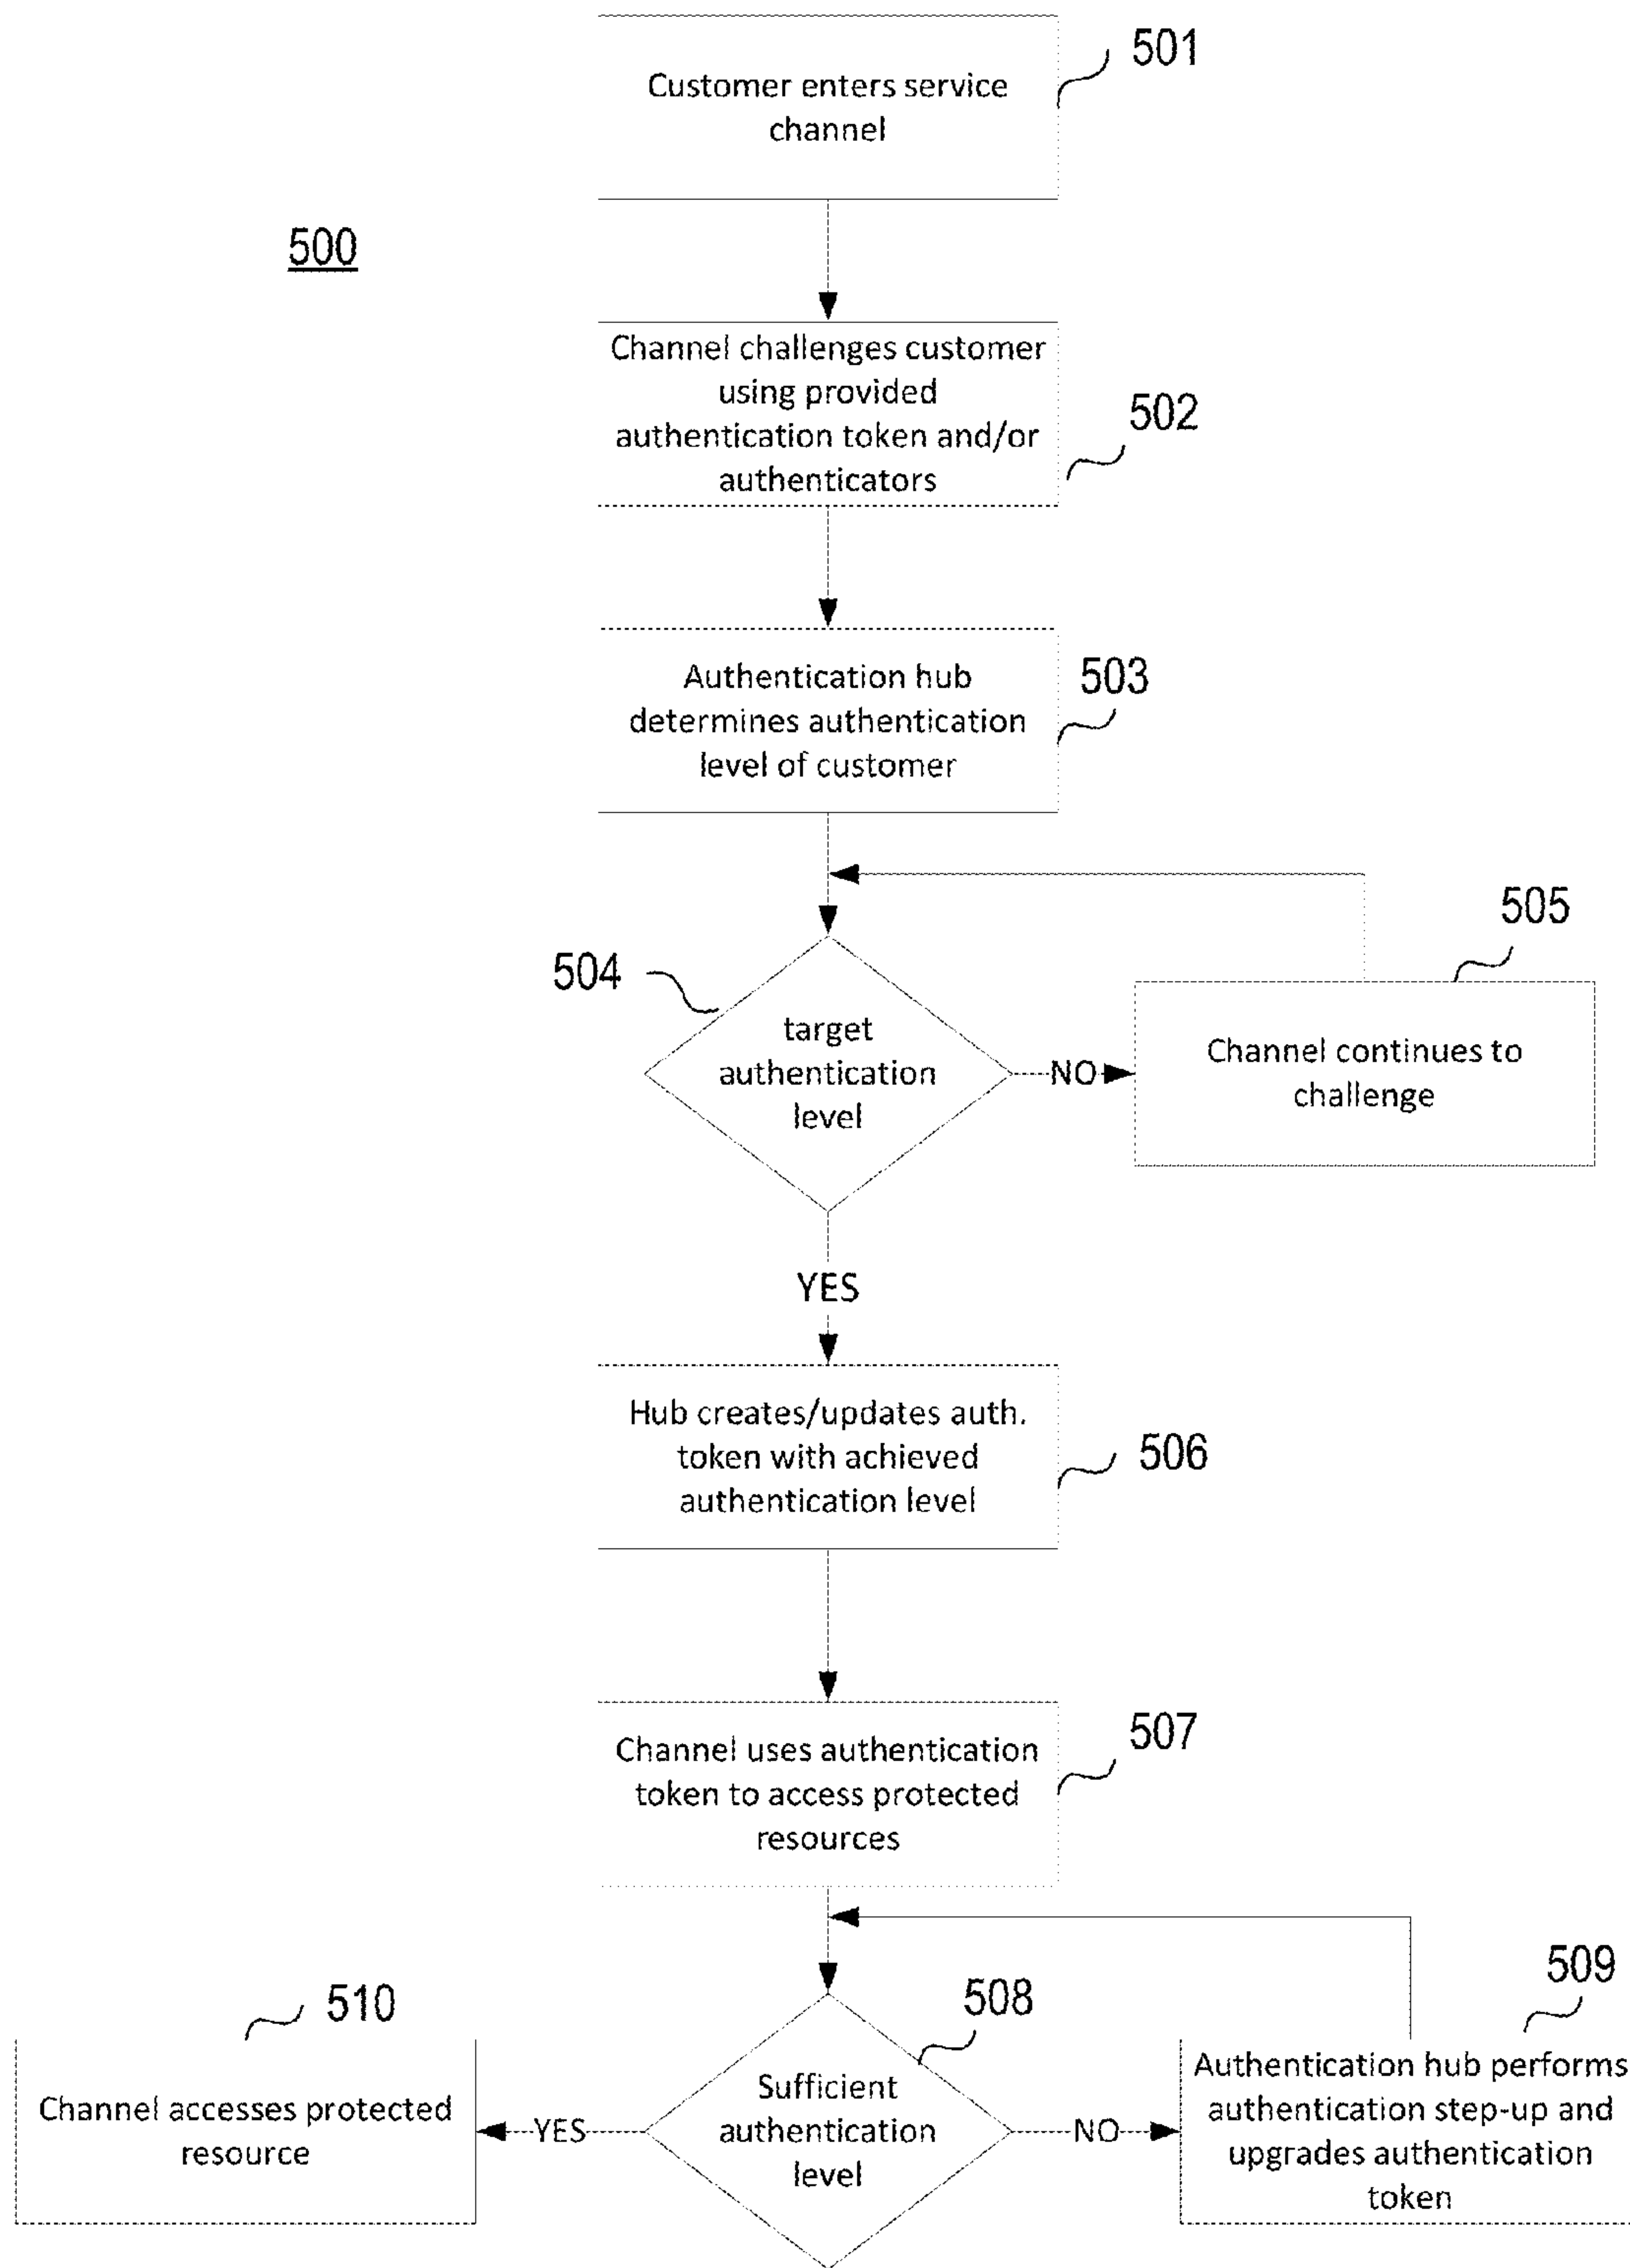 501
Customer enters service
channel
500
Channel challenges customer
using provided
authentication token and/or
authenticators
502
Authentication hub
determines authentication
level of customer
503
504
target
authentication
level
NO
505
Channel continues to
challenge
YES
Hub creates/updates auth.
token with achieved
authentication level
506
Channel uses authentication
token to access protected
resources
507
508
Sufficient
authentication
level
YES
510
Channel accesses protected
resource
NO
509
Authentication hub performs
authentication step-up and
upgrades authentication
token